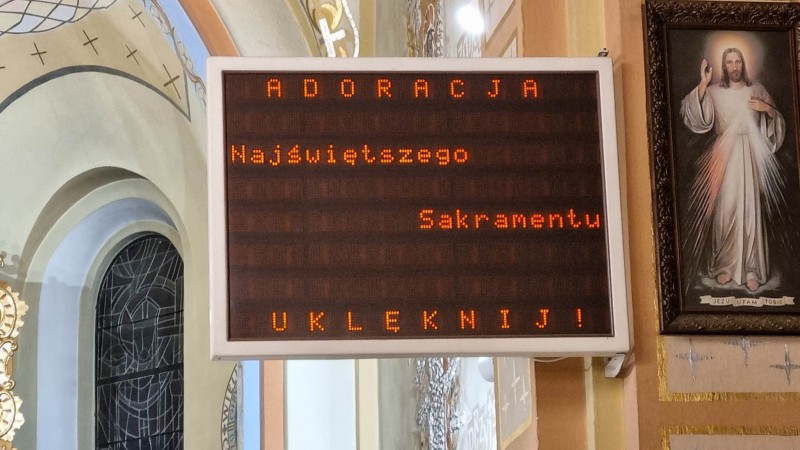 ADORACJA
Najświętszego
Sakramentu
UKLĘKNIJ!
JEZU UFAM TOBIE